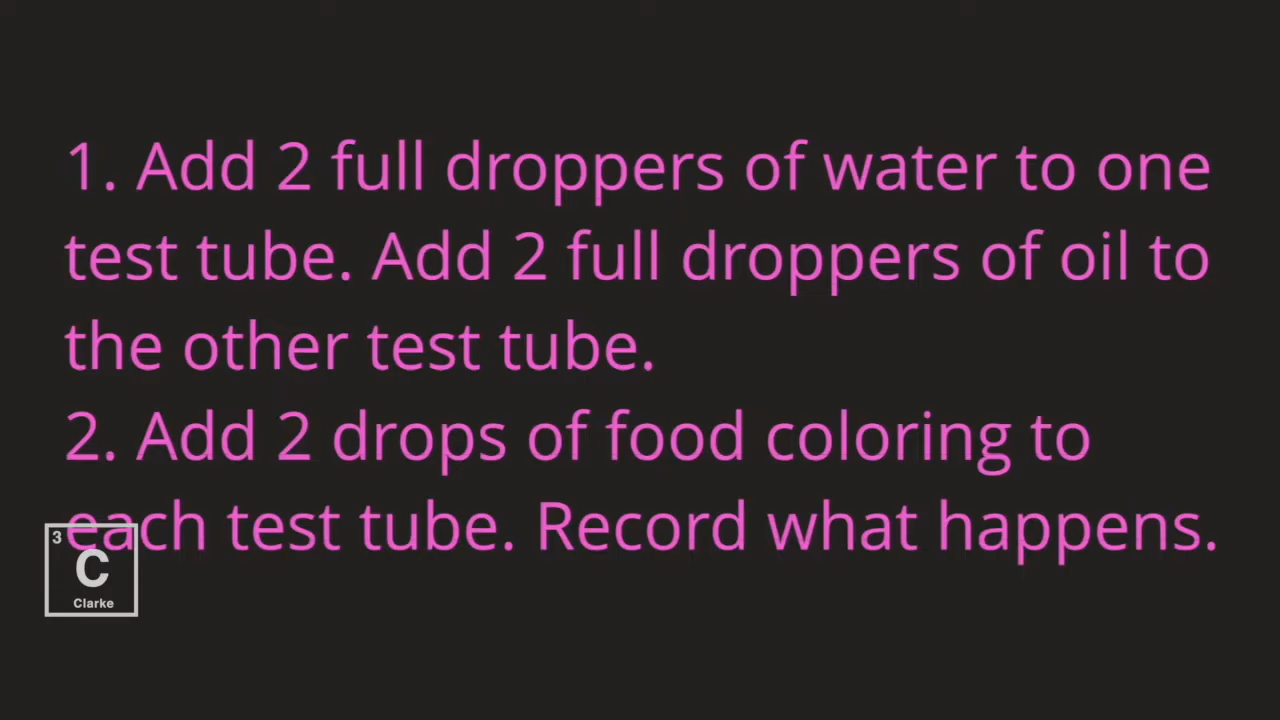 1. Add 2 full droppers of water to one
test tube. Add 2 full droppers of oil to
the other test tube.
2. Add 2 drops of food coloring to
each test tube. Record what happens.
3
C
Clarke